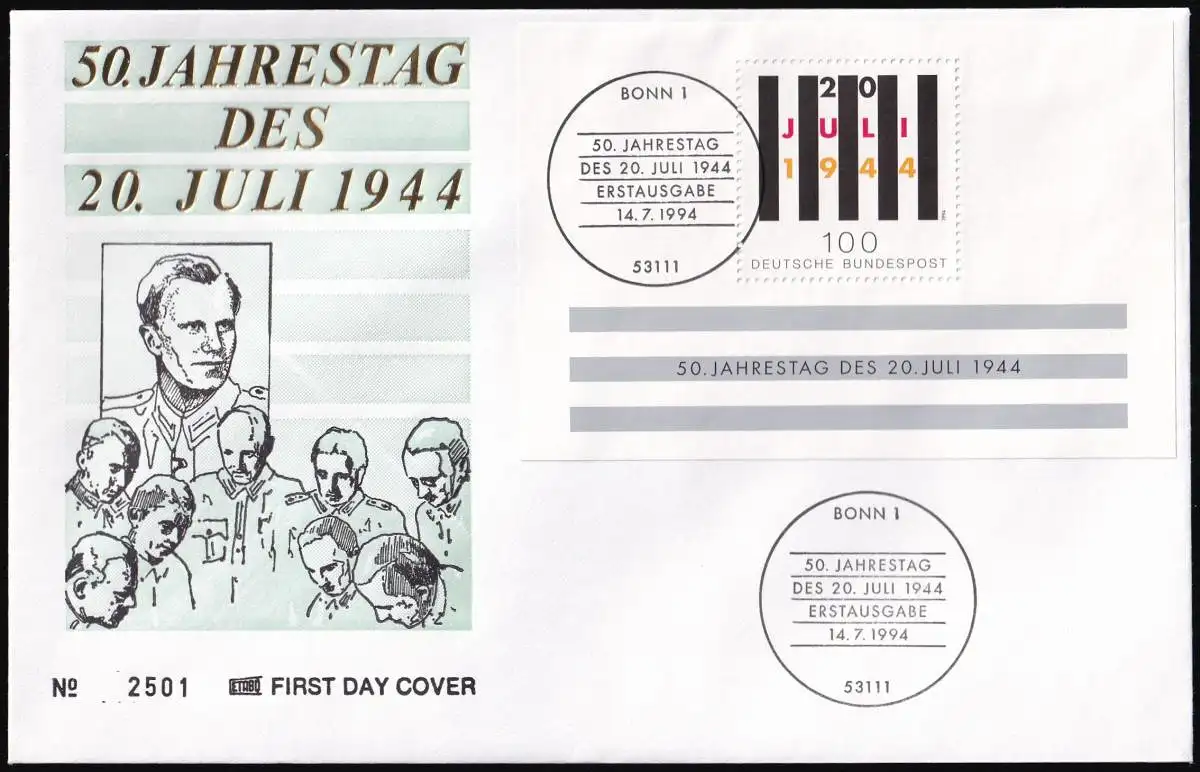 50. JAHRESTAG
DES
20. JULI 1944
Nº 2501 ETABÖ FIRST DAY COVER
BONN 1
50. JAHRESTAG
DES 20. JULI 1944
ERSTAUSGABE
14.7.1994
53111
20
JULI
1944
1994
100
DEUTSCHE BUNDESPOST
50. JAHRESTAG DES 20. JULI 1944
BONN 1
50. JAHRESTAG
DES 20. JULI 1944
ERSTAUSGABE
14.7.1994
53111